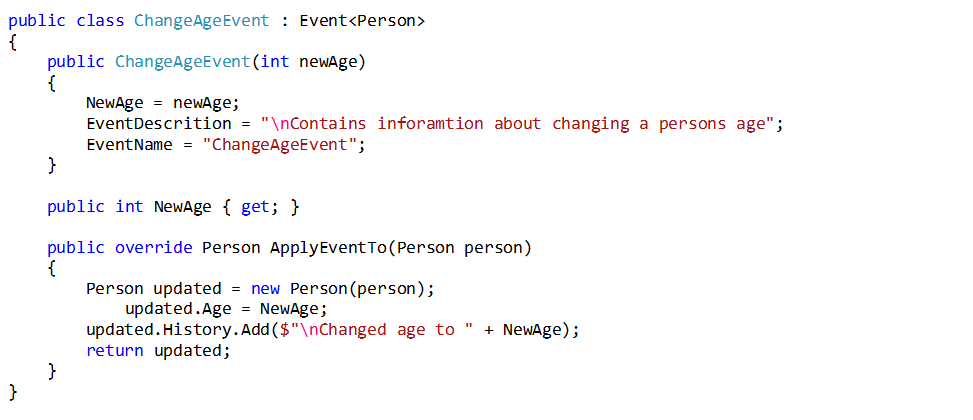 public class ChangeAgeEvent : Event<Person>
{
    public ChangeAgeEvent(int newAge)
    {
        NewAge = newAge;
        EventDescrition = "\nContains inforamtion about changing a persons age";
        EventName = "ChangeAgeEvent";
    }

    public int NewAge { get; }

    public override Person ApplyEventTo(Person person)
    {
        Person updated = new Person(person);
            updated.Age = NewAge;
        updated.History.Add($"\nChanged age to " + NewAge);
        return updated;
    }
}